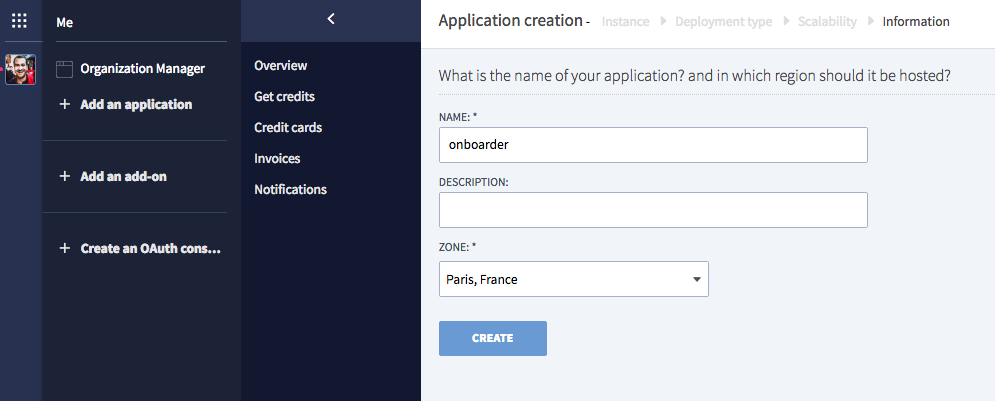 Me
Organization Manager
+ Add an application
+ Add an add-on
+ Create an OAuth cons...
Overview
Get credits
Credit cards
Invoices
Notifications
Application creation - Instance Deployment type Scalability Information
What is the name of your application? and in which region should it be hosted?
NAME: *
onboarder
DESCRIPTION:
ZONE: *
Paris, France
CREATE